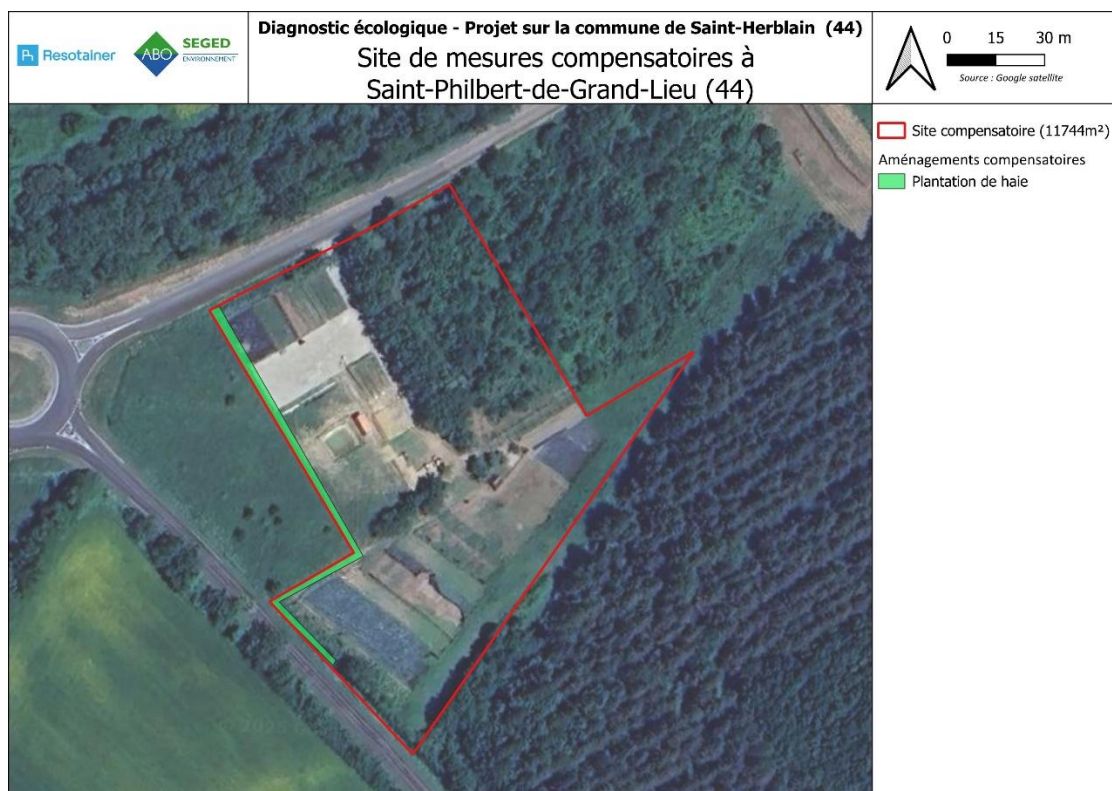 Resotainer
ABO
SEGED
ENVIRONNEMENT
Diagnostic écologique - Projet sur la commune de Saint-Herblain (44)
Site de mesures compensatoires à
Saint-Philbert-de-Grand-Lieu (44)
0 15 30 m
Source : Google satellite
Site compensatoire (11744m²)
Aménagements compensatoires
Plantation de haie